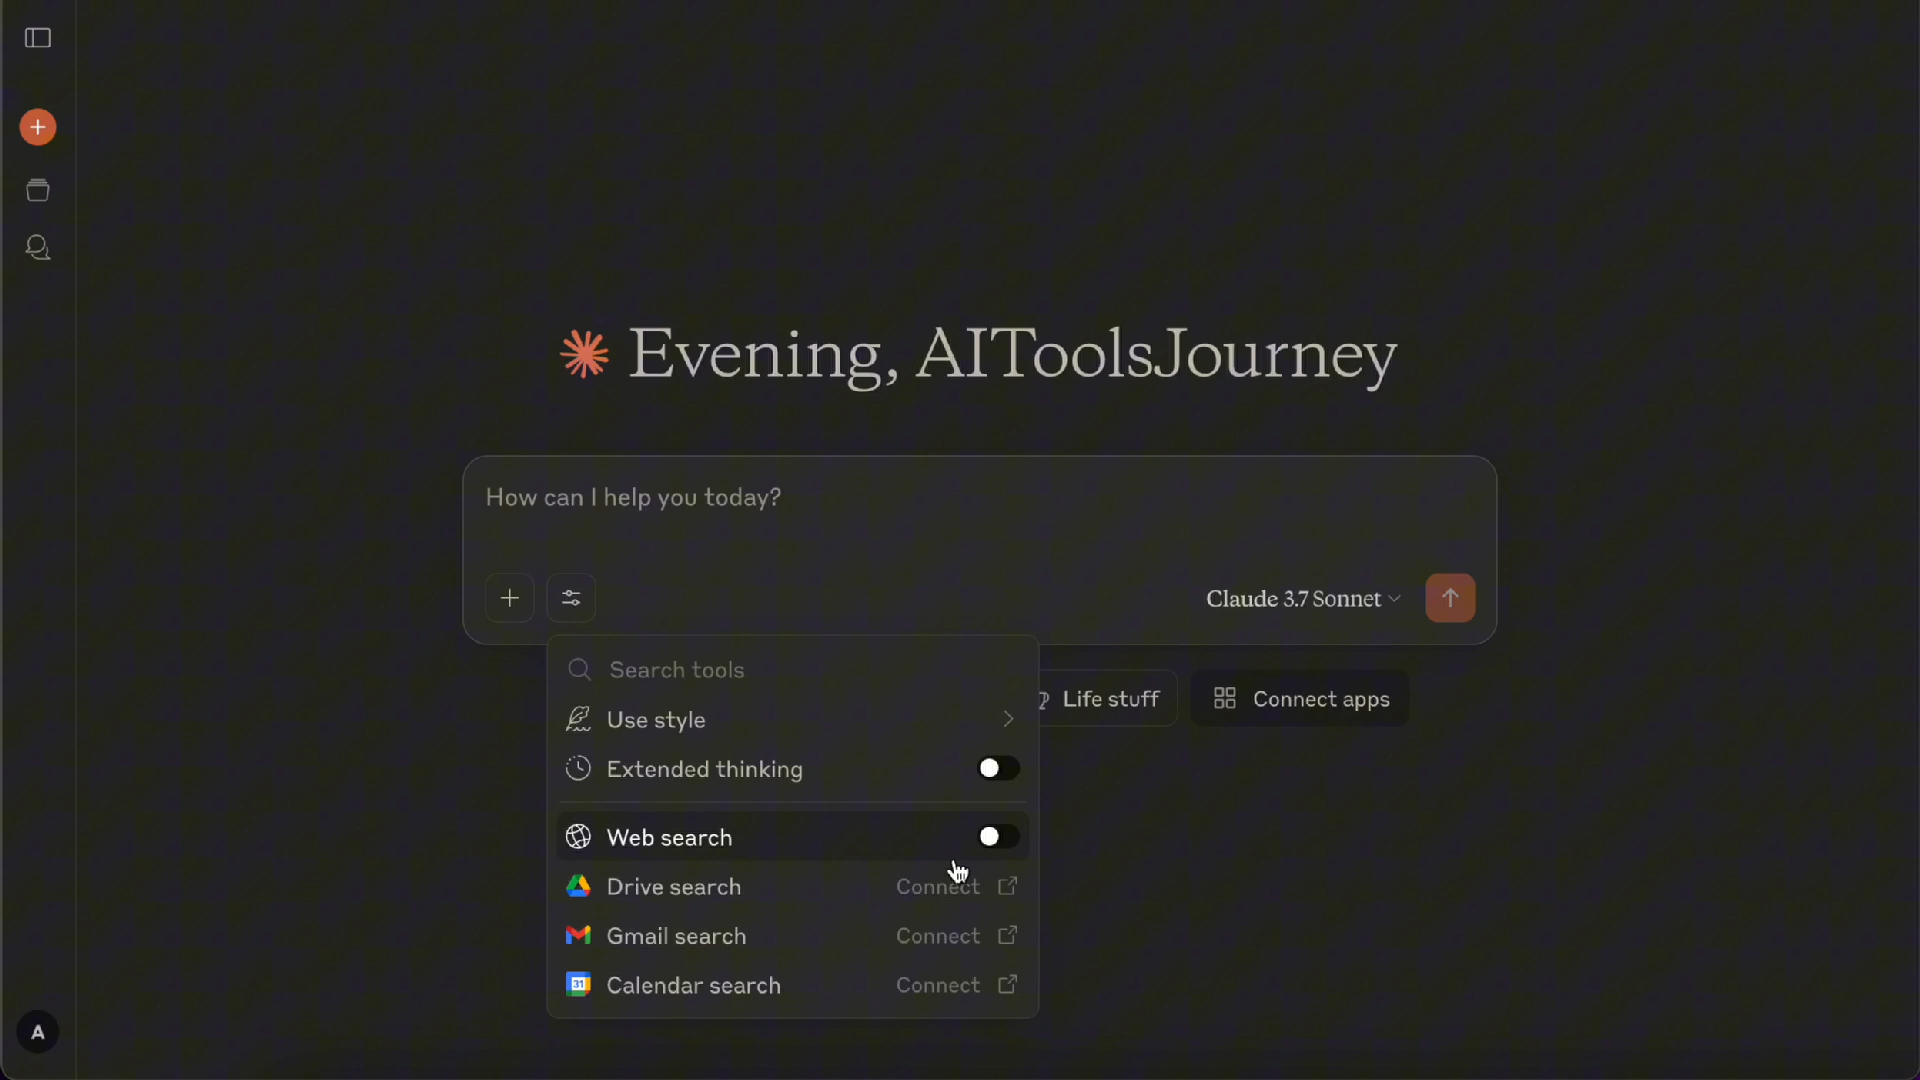 Evening, AIToolsJourney
How can I help you today?
Claude 3.7 Sonnet
Search tools
Use style
Life stuff
Connect apps
Extended thinking
Web search
Drive search Connect
Gmail search Connect
31
Calendar search Connect
A